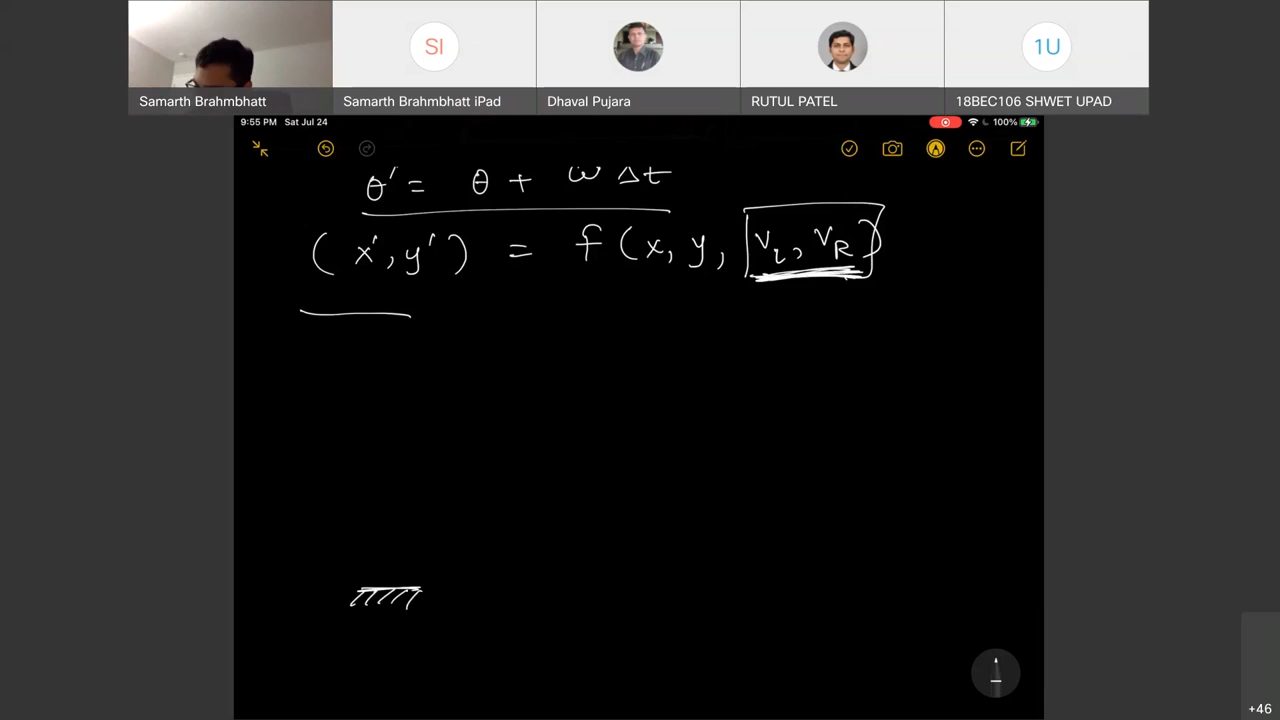 SI
1U
Samarth Brahmbhatt
Samarth Brahmbhatt iPad
Dhaval Pujara
RUTUL PATEL
18BEC106 SHWET UPAD
9:55 PM Sat Jul 24
100%
θ' = θ + ω Δt
(x', y') = f(x, y, V_L, V_R)
+46